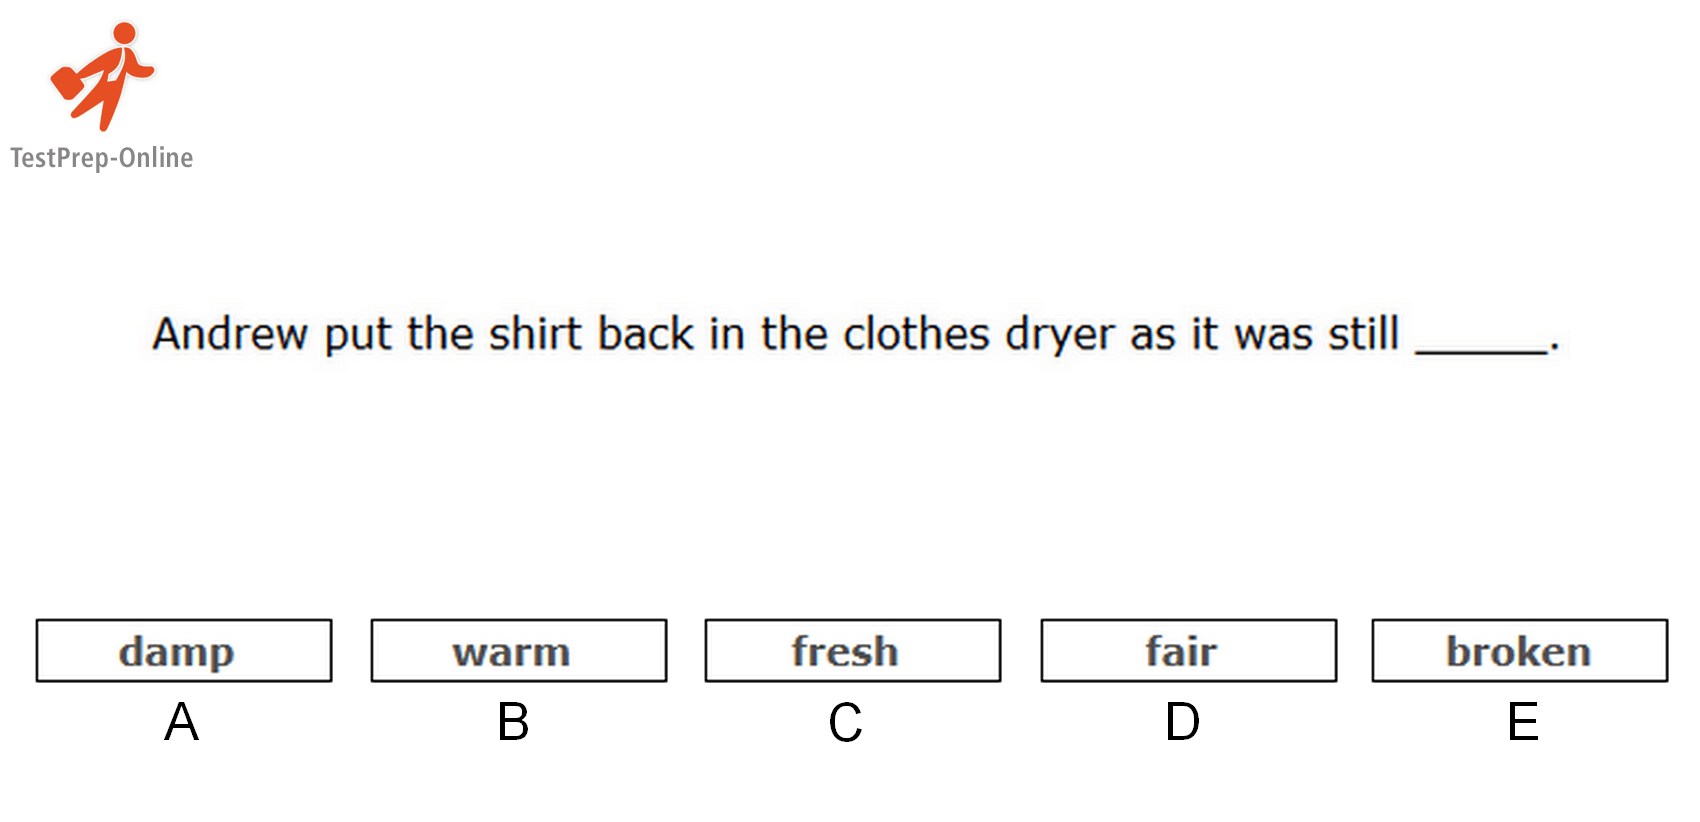 TestPrep-Online
Andrew put the shirt back in the clothes dryer as it was still _____.
damp warm fresh fair broken
A B C D E